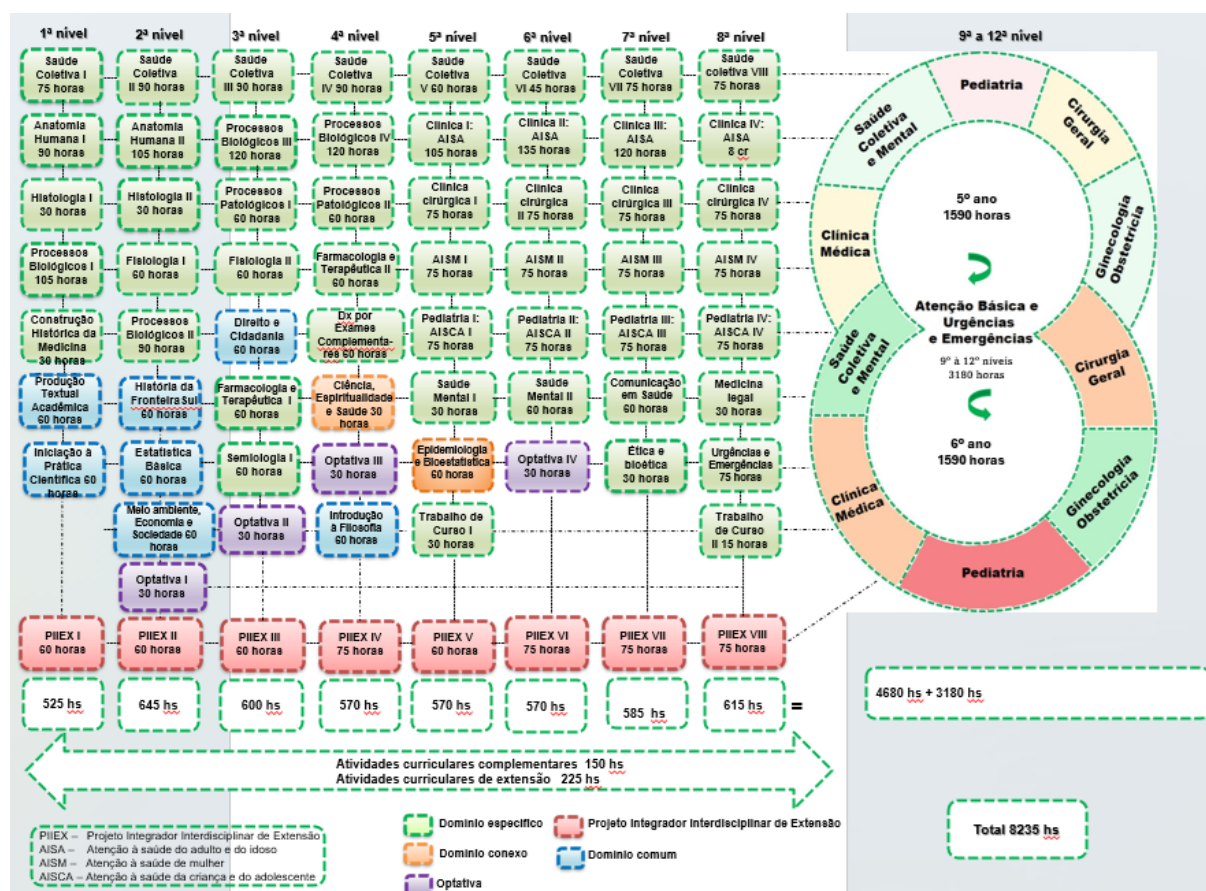 1ª nível
2ª nível
3ª nível
4ª nível
5ª nível
6ª nível
7ª nível
8ª nível
9ª a 12ª nível
Saúde
Coletiva I
75 horas
Saúde
Coletiva
II 90 horas
Saúde
Coletiva
III 90 horas
Saúde
Coletiva
IV 90 horas
Saúde
Coletiva
V 60 horas
Saúde
Coletiva
VI 45 horas
Saúde
Coletiva
VII 75 horas
Saúde
coletiva VIII
75 horas
Anatomia
Humana I
90 horas
Anatomia
Humana II
105 horas
Processos
Biológicos III
120 horas
Processos
Biológicos IV
120 horas
Clínica I:
AISA
105 horas
Clínica II:
AISA
135 horas
Clínica III:
AISA
120 horas
Clínica IV:
AISA
8 cr
Histologia I
30 horas
Histologia II
30 horas
Processos
Patológicos I
60 horas
Processos
Patológicos II
60 horas
Clínica
cirúrgica I
75 horas
Clínica
cirúrgica
II 75 horas
Clínica
cirúrgica III
75 horas
Clínica
cirúrgica IV
75 horas
Processos
Biológicos I
105 horas
Fisiologia I
60 horas
Fisiologia II
60 horas
Farmacologia e
Terapêutica II
60 horas
AISM I
75 horas
AISM II
75 horas
AISM III
75 horas
AISM IV
75 horas
Construção
Histórica da
Medicina
30 horas
Processos
Biológicos II
90 horas
Direito e
Cidadania
60 horas
Dx por
Exames
Complementa-
res 60 horas
Pediatria I:
AISCA I
75 horas
Pediatria II:
AISCA II
75 horas
Pediatria III:
AISCA III
75 horas
Pediatria IV:
AISCA IV
75 horas
Produção
Textual
Acadêmica
60 horas
História da
Fronteira Sul
60 horas
Farmacologia e
Terapêutica I
60 horas
Ciência,
Espiritualidade
e Saúde 30
horas
Saúde
Mental I
30 horas
Saúde
Mental II
60 horas
Comunicação
em Saúde
60 horas
Medicina
legal
30 horas
Iniciação à
Prática
Científica 60
horas
Estatística
Básica
60 horas
Semiologia I
60 horas
Optativa III
30 horas
Epidemiologia
e Bioestatística
60 horas
Optativa IV
30 horas
Ética e
bioética
30 horas
Urgências e
Emergências
75 horas
Meio ambiente,
Economia e
Sociedade 60
horas
Optativa II
30 horas
Introdução
à Filosofia
60 horas
Trabalho de
Curso I
30 horas
Trabalho
de Curso
II 15 horas
Optativa I
30 horas
PIIEX I
60 horas
PIIEX II
60 horas
PIIEX III
60 horas
PIIEX IV
75 horas
PIIEX V
60 horas
PIIEX VI
75 horas
PIIEX VII
75 horas
PIIEX VIII
75 horas
525 hs
645 hs
600 hs
570 hs
570 hs
570 hs
585 hs
615 hs
=
4680 hs + 3180 hs
Pediatria
Cirurgia
Geral
Ginecologia
Obstetrícia
Saúde
Coletiva
e Mental
Clínica
Médica
5º ano
1590 horas
Atenção Básica e
Urgências
e Emergências
9º à 12º níveis
3180 horas
6º ano
1590 horas
Saúde
Coletiva
e Mental
Cirurgia
Geral
Clínica
Médica
Ginecologia
Obstetrícia
Pediatria
Atividades curriculares complementares 150 hs
Atividades curriculares de extensão 225 hs
PIIEX – Projeto Integrador Interdisciplinar de Extensão
AISA – Atenção à saúde do adulto e do idoso
AISM – Atenção à saúde de mulher
AISCA – Atenção à saúde da criança e do adolescente
Domínio específico
Projeto Integrador Interdisciplinar de Extensão
Domínio conexo
Domínio comum
Optativa
Total 8235 hs